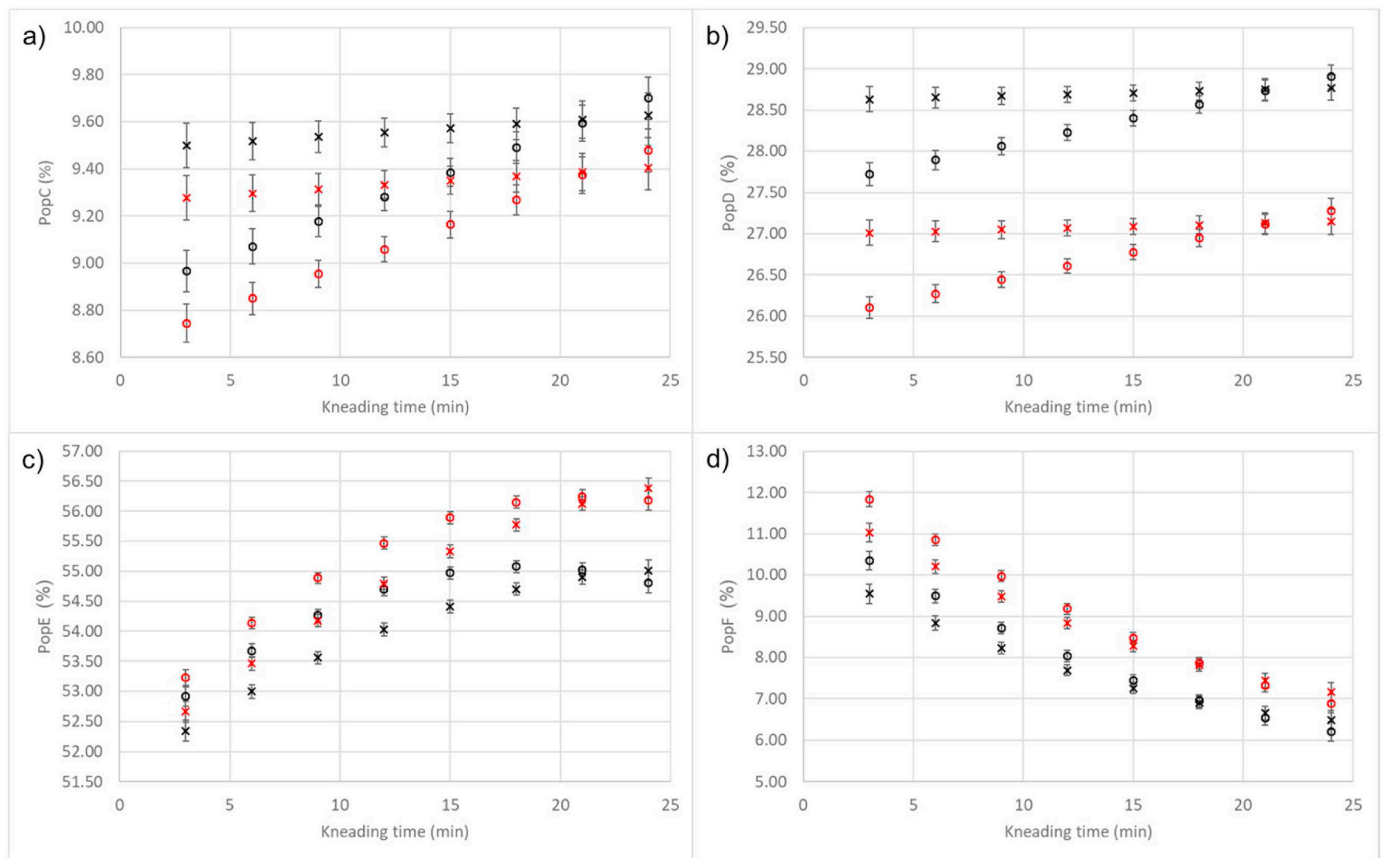 a)
PopC (%)
10.00
9.80
9.60
9.40
9.20
9.00
8.80
8.60
0 5 10 15 20 25
Kneading time (min)
b)
PopD (%)
29.50
29.00
28.50
28.00
27.50
27.00
26.50
26.00
25.50
0 5 10 15 20 25
Kneading time (min)
c)
PopE (%)
57.00
56.50
56.00
55.50
55.00
54.50
54.00
53.50
53.00
52.50
52.00
51.50
0 5 10 15 20 25
Kneading time (min)
d)
PopF (%)
13.00
12.00
11.00
10.00
9.00
8.00
7.00
6.00
5.00
0 5 10 15 20 25
Kneading time (min)